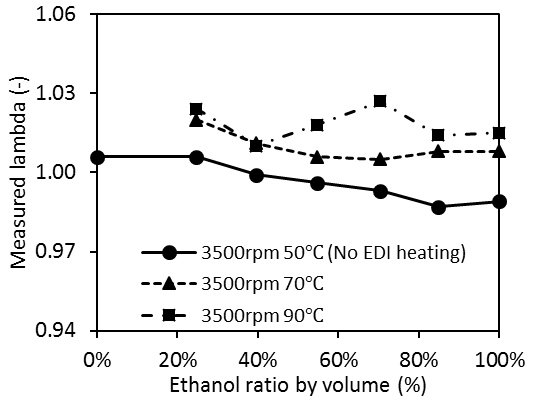 1.06
1.03
1.00
0.97
0.94
Measured lambda (-)
3500rpm 50℃ (No EDI heating)
3500rpm 70℃
3500rpm 90℃
0% 20% 40% 60% 80% 100%
Ethanol ratio by volume (%)